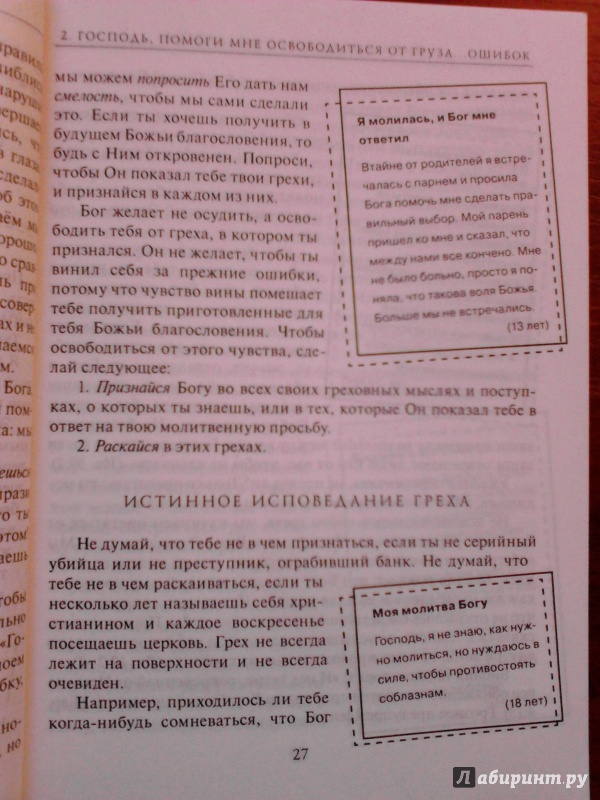 2. ГОСПОДЬ, ПОМОГИ МНЕ ОСВОБОДИТЬСЯ ОТ ГРУЗА...ОШИБОК
мы можем попросить Его дать нам
смелость, чтобы мы сами сделали
это. Если ты хочешь получить в
будущем Божьи благословения, то
будь с Ним откровенен. Попроси,
чтобы Он показал тебе твои грехи,
и признайся в каждом из них.
Бог желает не осудить, а осво-
бодить тебя от греха, в котором ты
признался. Он не желает, чтобы ты
винил себя за прежние ошибки,
потому что чувство вины помешает
тебе получить приготовленные для
тебя Божьи благословения. Чтобы
освободиться от этого чувства, сде-
лай следующее:
Я молилась, и Бог мне
ответил
Втайне от родителей я встре-
чалась с парнем и просила
Бога помочь мне сделать пра-
вильный выбор. Мой парень
пришел ко мне и сказал, что
между нами все кончено. Мне
не было больно, просто я по-
няла, что такова воля Божья.
Больше мы не встречались.
(13 лет)
1. Признайся Богу во всех своих греховных мыслях и поступ-
ках, о которых ты знаешь, или в тех, которые Он показал тебе в
ответ на твою молитвенную просьбу.
2. Раскайся в этих грехах.
ИСТИННОЕ ИСПОВЕДАНИЕ ГРЕХА
Не думай, что тебе не в чем признаться, если ты не серийный
убийца или не преступник, ограбивший банк. Не думай, что
тебе не в чем раскаиваться, если ты
несколько лет называешь себя хри-
стианином и каждое воскресенье
посещаешь церковь. Грех не всегда
лежит на поверхности и не всегда
очевиден.
Например, приходилось ли тебе
когда-нибудь сомневаться, что Бог
Моя молитва Богу
Господь, я не знаю, как нуж-
но молиться, но нуждаюсь в
силе, чтобы противостоять
соблазнам.
(18 лет)
27
Лабиринт.ру